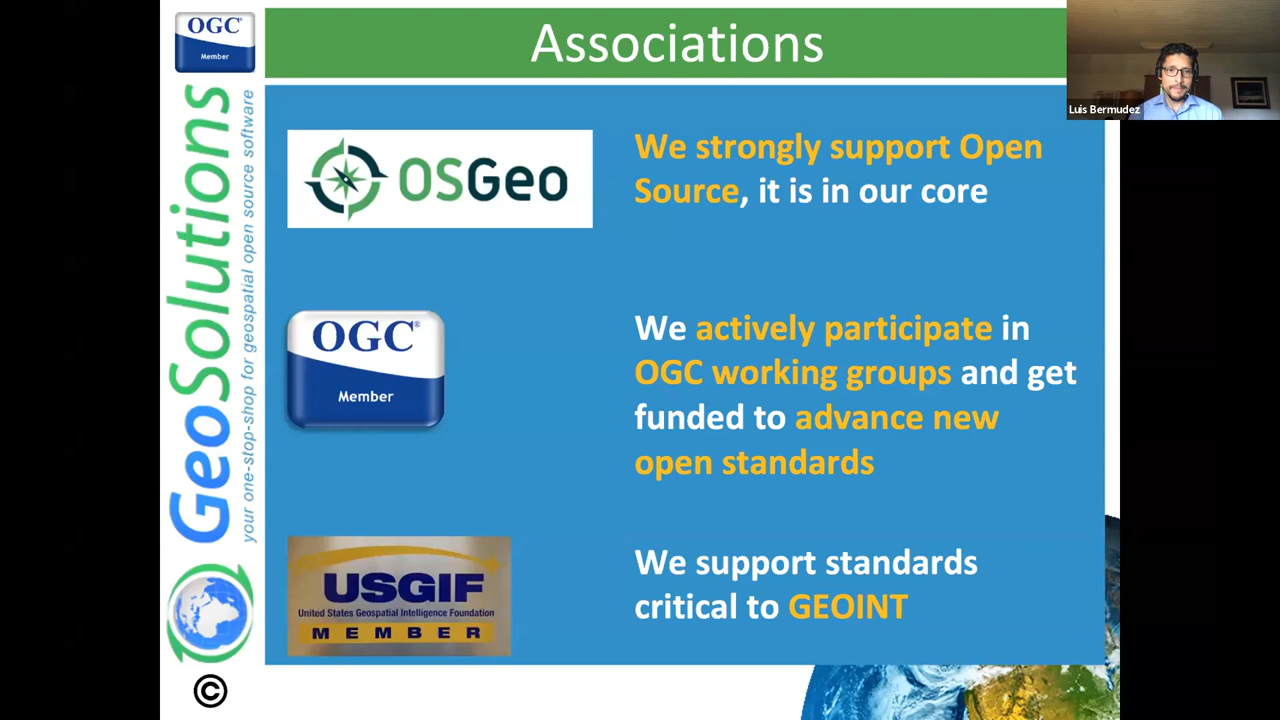 OGC®
Member
GeoSolutions
your one-stop-shop for geospatial open source software
©
Associations
Luis Bermudez
OSGeo
We strongly support Open
Source, it is in our core
OGC®
Member
We actively participate in
OGC working groups and get
funded to advance new
open standards
USGIF
United States Geospatial Intelligence Foundation
MEMBER
We support standards
critical to GEOINT